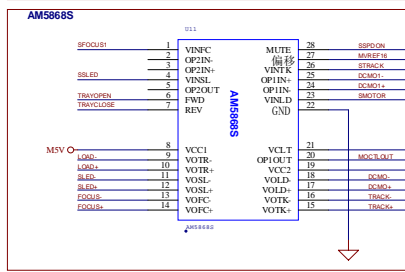 AM5868S
U11
SFOCUS1 1 VINFC MUTE 28 SSPDON
2 OP2IN- 偏移 27 MVREF16
3 OP2IN+ VINTK 26 STRACK
SSLED 4 VINSL OP1IN+ 25 DCMO1-
5 OP2OUT OP1IN- 24 DCMO1+
TRAYOPEN 6 FWD VINLD 23 SMOTOR
TRAYCLOSE 7 REV GND 22
AM5868S
M5V 8 VCC1 VCLT 21
LOAD- 9 VOTR- OP1OUT 20 MOCTLOUT
LOAD+ 10 VOTR+ VCC2 19
SLED- 11 VOSL- VOLD- 18 DCMO-
SLED+ 12 VOSL+ VOLD+ 17 DCMO+
FOCUS- 13 VOFC- VOTK- 16 TRACK-
FOCUS+ 14 VOFC+ VOTK+ 15 TRACK+
AM5868S